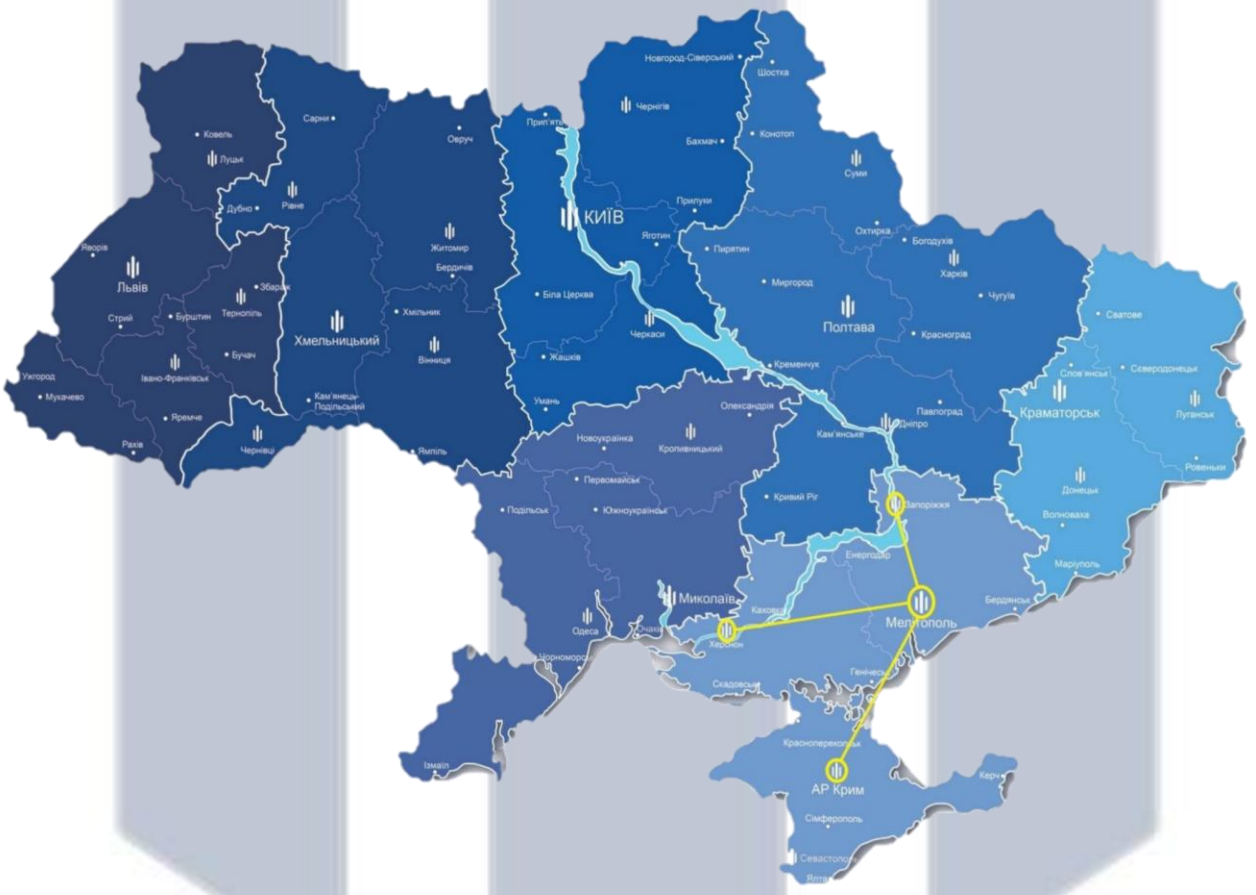 Новгород-Сіверський
Шостка
Чернігів
Ковель
Сарни
Прип'ять
Овруч
Бахмач
Конотоп
Луцьк
Суми
Дубно
Рівне
КИЇВ
Прилуки
Охтирка
Богодухів
Яготин
Яворів
Житомир
Пирятин
Харків
Бердичів
Львів
Збараж
Миргород
Чугуїв
Біла Церква
Тернопіль
Хмільник
Сватове
Стрий
Бурштин
Черкаси
Полтава
Красноград
Хмельницький
Вінниця
Бучач
Жашків
Кременчук
Івано-Франківськ
Слов'янськ
Сєвєродонецьк
Ужгород
Мукачево
Кам'янець-
Подільський
Умань
Олександрія
Павлоград
Краматорськ
Луганськ
Яремче
Дніпро
Кам'янське
Новоукраїнка
Рахів
Чернівці
Ямпіль
Кропивницький
Ровеньки
Первомайськ
Донецьк
Кривий Ріг
Запоріжжя
Подільськ
Южноукраїнськ
Волноваха
Енергодар
Маріуполь
Миколаїв
Каховка
Бердянськ
Мелітополь
Одеса
Очаків
Херсон
Чорноморськ
Генічеськ
Скадовськ
Красноперекопськ
Ізмаїл
Керч
АР Крим
Сімферополь
Севастополь
Ялта